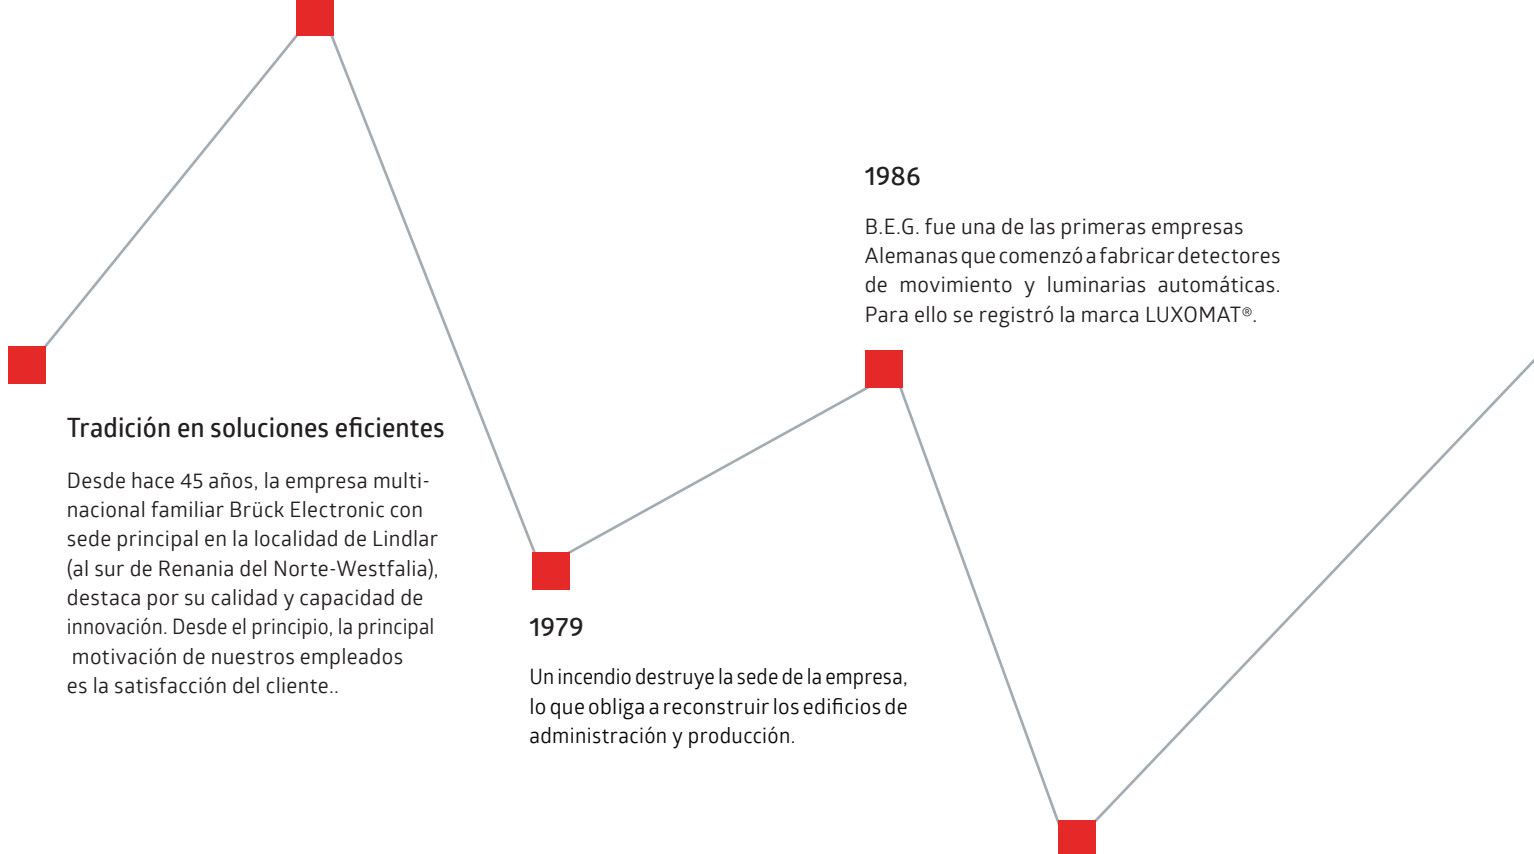 Tradición en soluciones eficientes
Desde hace 45 años, la empresa multi-
nacional familiar Brück Electronic con
sede principal en la localidad de Lindlar
(al sur de Renania del Norte-Westfalia),
destaca por su calidad y capacidad de
innovación. Desde el principio, la principal
motivación de nuestros empleados
es la satisfacción del cliente..
1979
Un incendio destruye la sede de la empresa,
lo que obliga a reconstruir los edificios de
administración y producción.
1986
B.E.G. fue una de las primeras empresas
Alemanas que comenzó a fabricar detectores
de movimiento y luminarias automáticas.
Para ello se registró la marca LUXOMAT®.